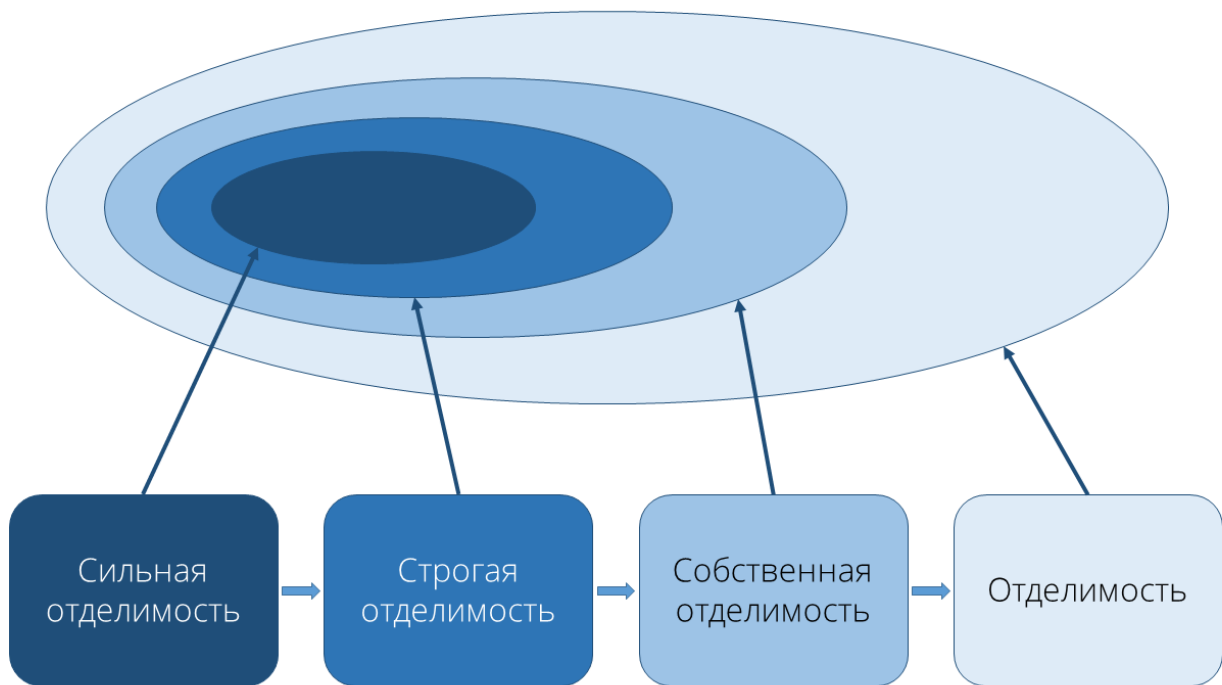 Сильная
отделимость
Строгая
отделимость
Собственная
отделимость
Отделимость